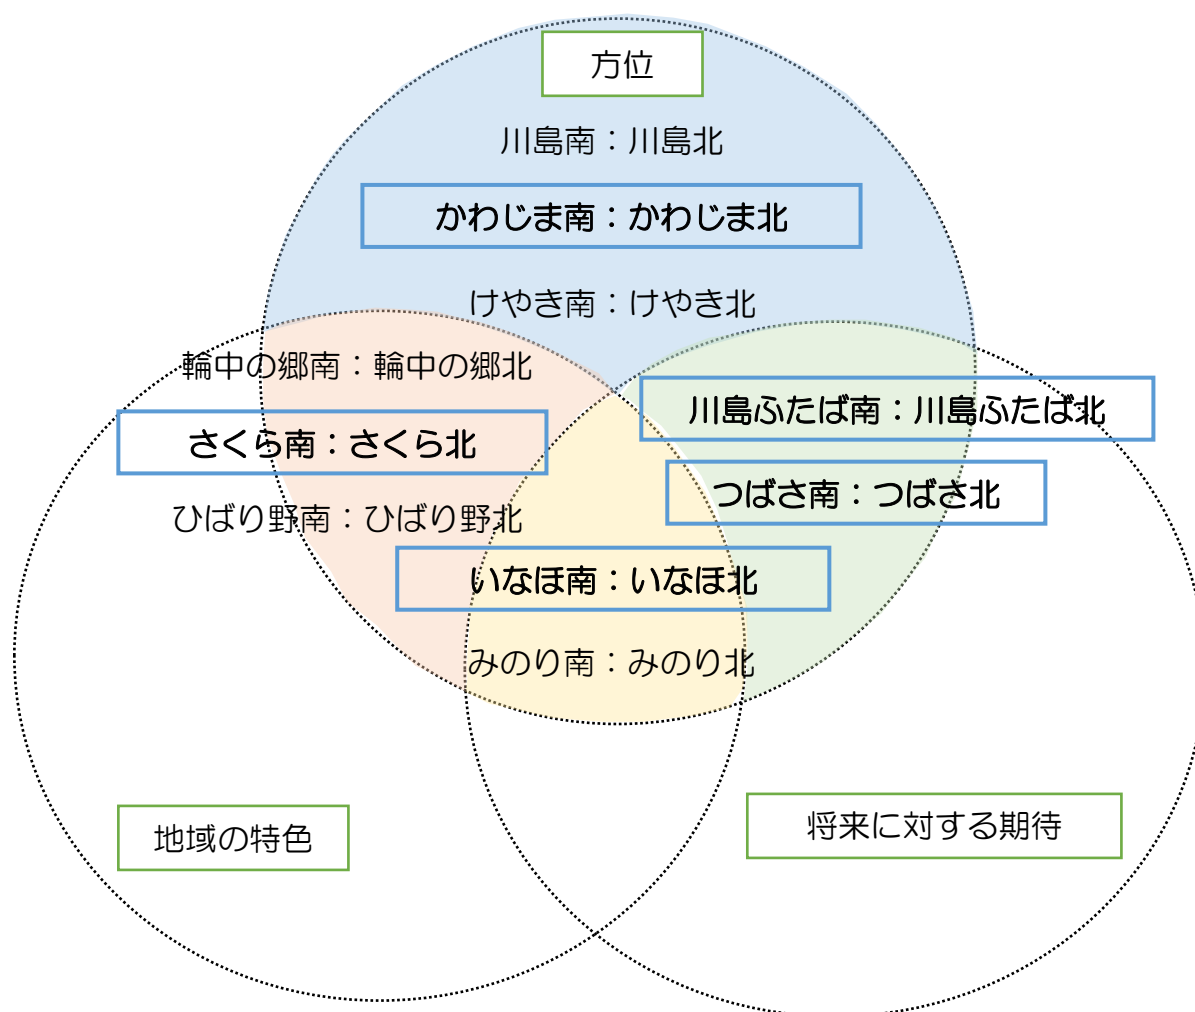 方位
川島南：川島北
かわじま南：かわじま北
けやき南：けやき北
輪中の郷南：輪中の郷北
川島ふたば南：川島ふたば北
さくら南：さくら北
つばさ南：つばさ北
ひばり野南：ひばり野北
いなほ南：いなほ北
みのり南：みのり北
地域の特色
将来に対する期待